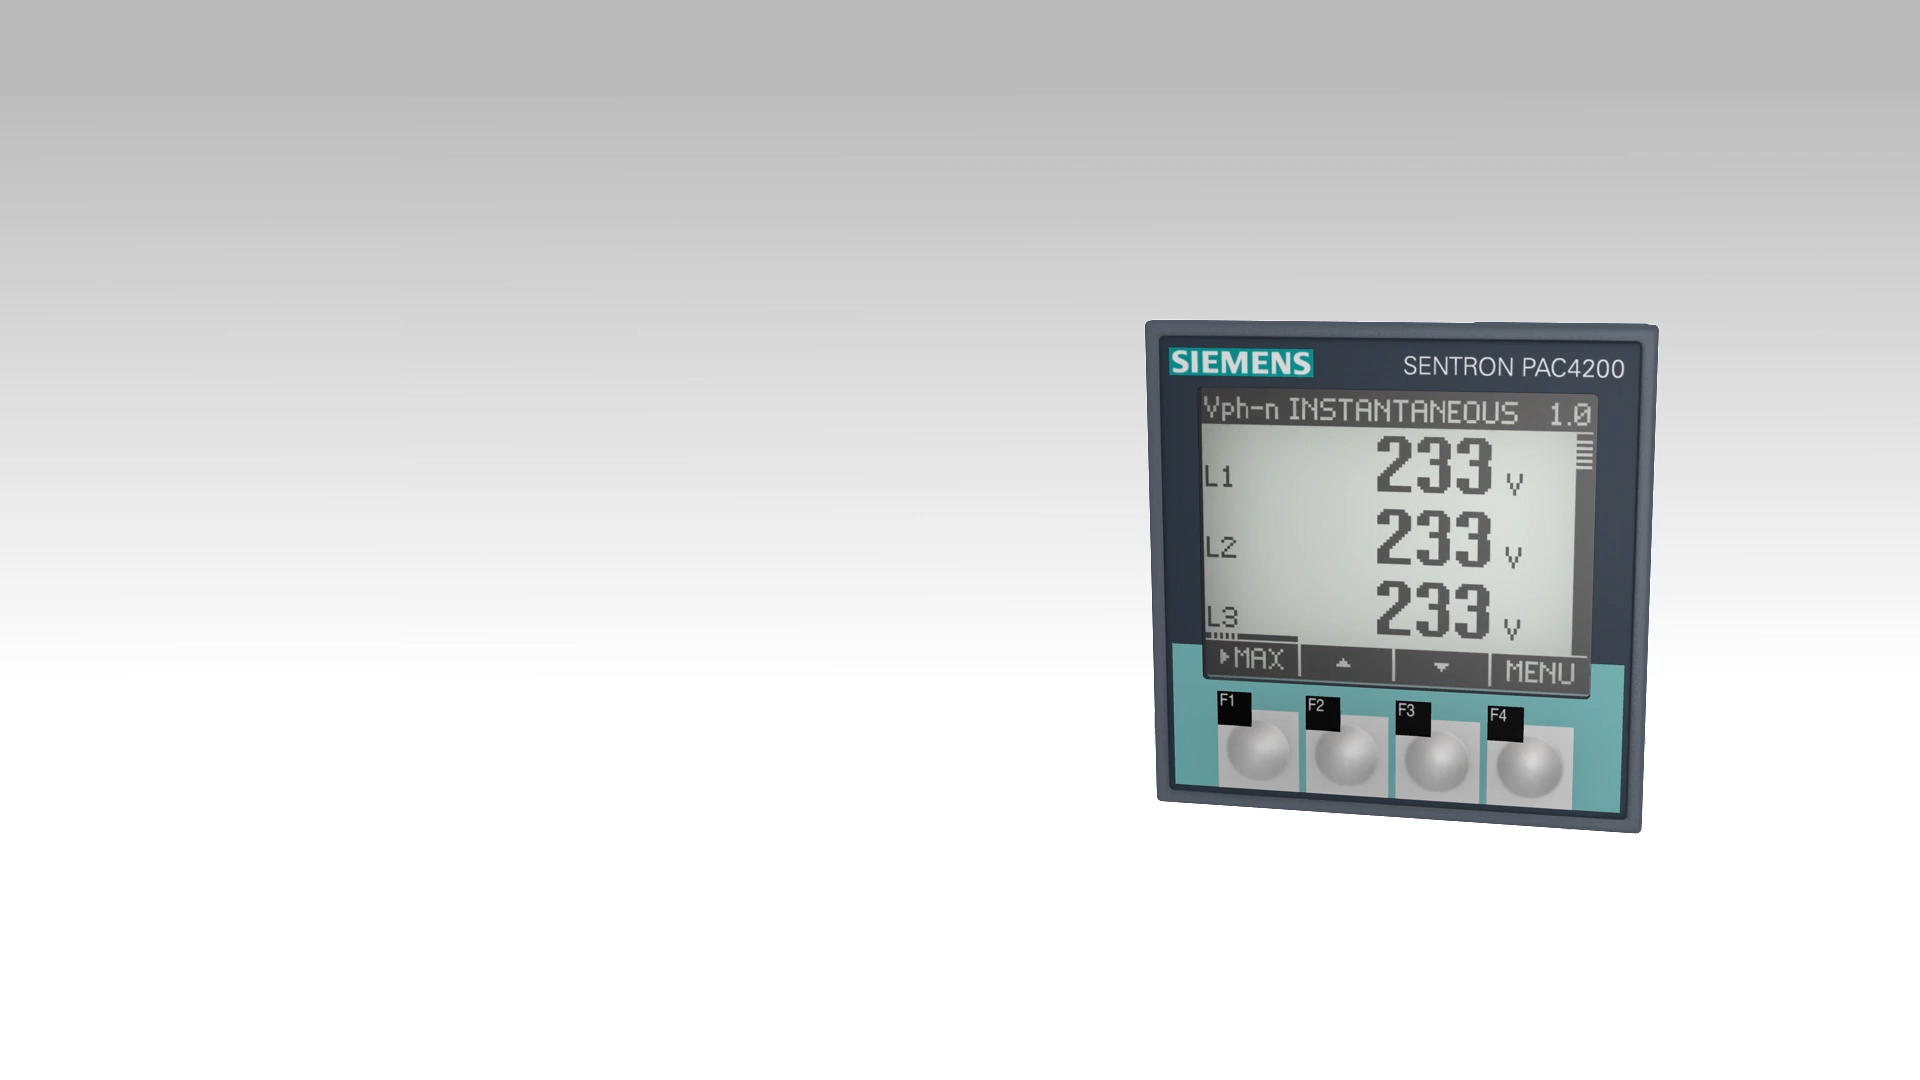 SIEMENS SENTRON PAC4200
Vph-n INSTANTANEOUS 1.0
L1 233 V
L2 233 V
L3 233 V
MAX MENU
F1 F2 F3 F4